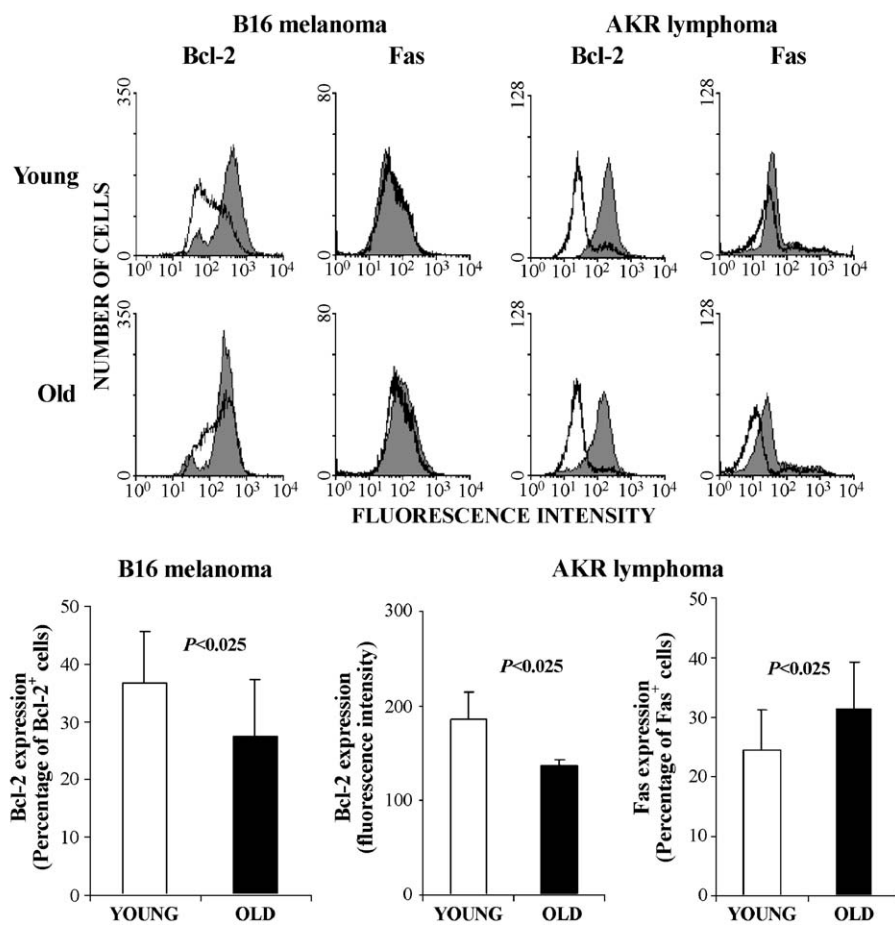 B16 melanoma AKR lymphoma
Bcl-2 Fas Bcl-2 Fas
Young
350 80 128 128
0 0 0 0
10⁰ 10¹ 10² 10³ 10⁴ 10⁰ 10¹ 10² 10³ 10⁴ 10⁰ 10¹ 10² 10³ 10⁴ 10⁰ 10¹ 10² 10³ 10⁴
NUMBER OF CELLS
Old
350 80 128 128
0 0 0 0
10⁰ 10¹ 10² 10³ 10⁴ 10⁰ 10¹ 10² 10³ 10⁴ 10⁰ 10¹ 10² 10³ 10⁴ 10⁰ 10¹ 10² 10³ 10⁴
FLUORESCENCE INTENSITY
B16 melanoma AKR lymphoma
Bcl-2 expression
(Percentage of Bcl-2⁺ cells)
50
40
30
20
10
0
P<0.025
YOUNG OLD
Bcl-2 expression
(fluorescence intensity)
300
200
100
0
P<0.025
YOUNG OLD
Fas expression
(Percentage of Fas⁺ cells)
50
40
30
20
10
0
P<0.025
YOUNG OLD